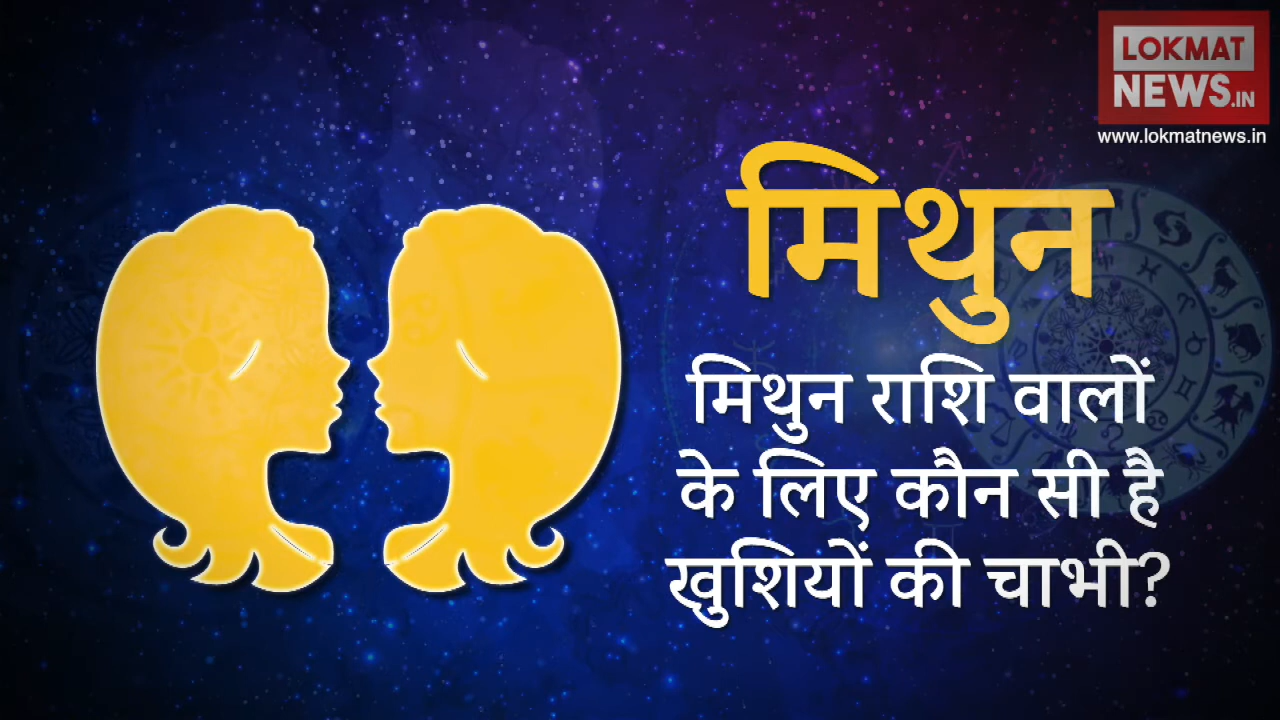 LOKMAT
NEWS.IN
www.lokmatnews.in
मिथुन
मिथुन राशि वालों
के लिए कौन सी है
खुशियों की चाभी?